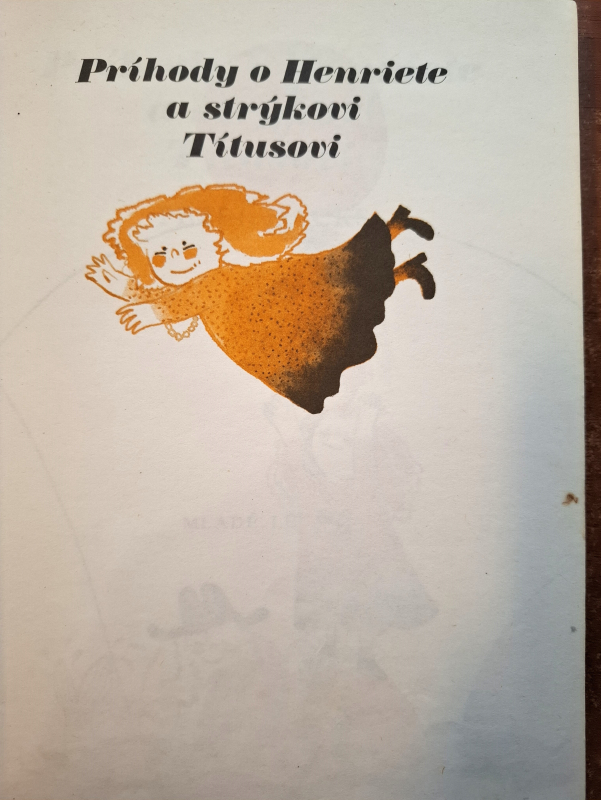 Príhody o Henriete
a strýkovi
Títusovi